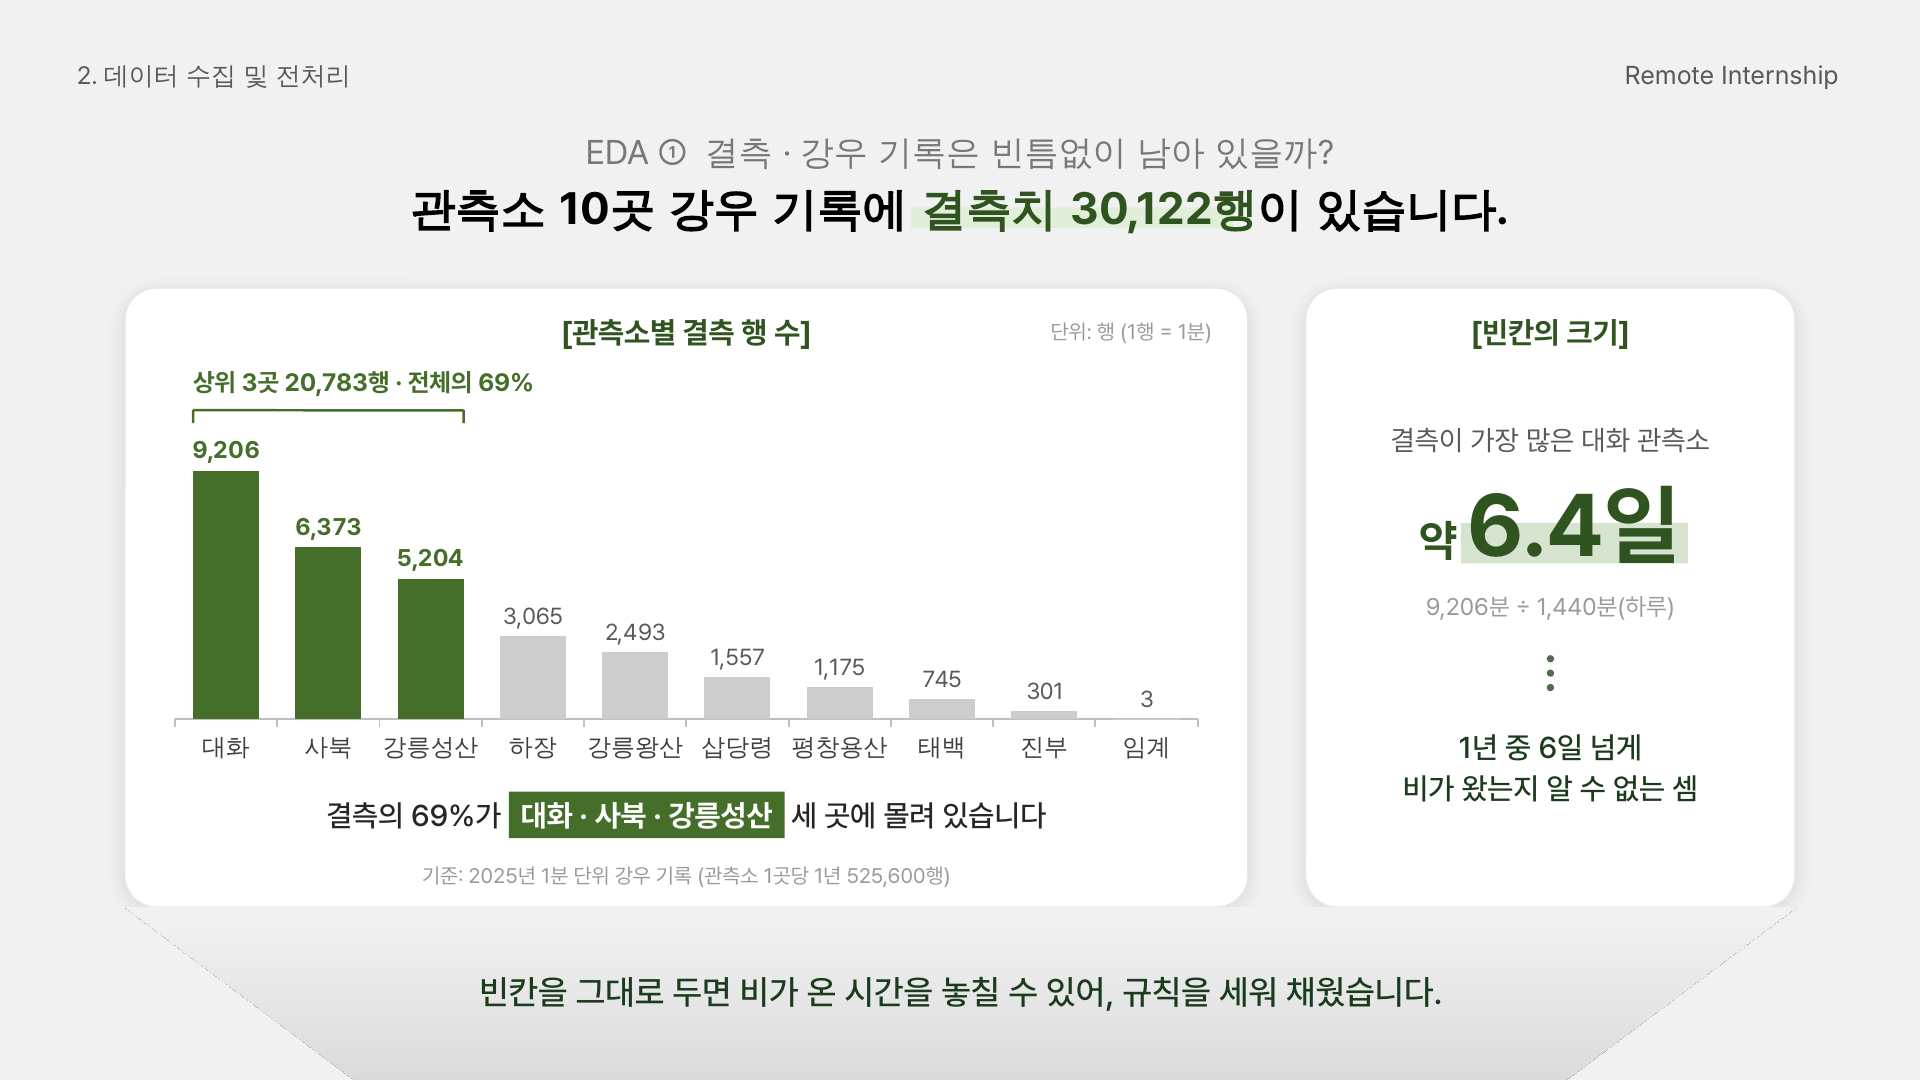 2. 데이터 수집 및 전처리
Remote Internship
EDA ① 결측 · 강우 기록은 빈틈없이 남아 있을까?
관측소 10곳 강우 기록에 결측치 30,122행이 있습니다.
[관측소별 결측 행 수]
단위: 행 (1행 = 1분)
상위 3곳 20,783행 · 전체의 69%
9,206
6,373
5,204
3,065
2,493
1,557
1,175
745
301
3
대화 사북 강릉성산 하장 강릉왕산 삽당령 평창용산 태백 진부 임계
결측의 69%가 대화 · 사북 · 강릉성산 세 곳에 몰려 있습니다
기준: 2025년 1분 단위 강우 기록 (관측소 1곳당 1년 525,600행)
[빈칸의 크기]
결측이 가장 많은 대화 관측소
약 6.4일
9,206분 ÷ 1,440분(하루)
1년 중 6일 넘게
비가 왔는지 알 수 없는 셈
빈칸을 그대로 두면 비가 온 시간을 놓칠 수 있어, 규칙을 세워 채웠습니다.